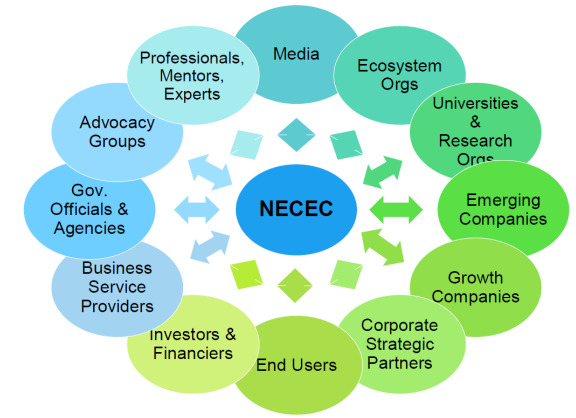 Media
Ecosystem
Orgs
Universities
&
Research
Orgs
Emerging
Companies
Growth
Companies
Corporate
Strategic
Partners
End Users
Investors &
Financiers
Business
Service
Providers
Gov.
Officials &
Agencies
Advocacy
Groups
Professionals,
Mentors,
Experts
NECEC